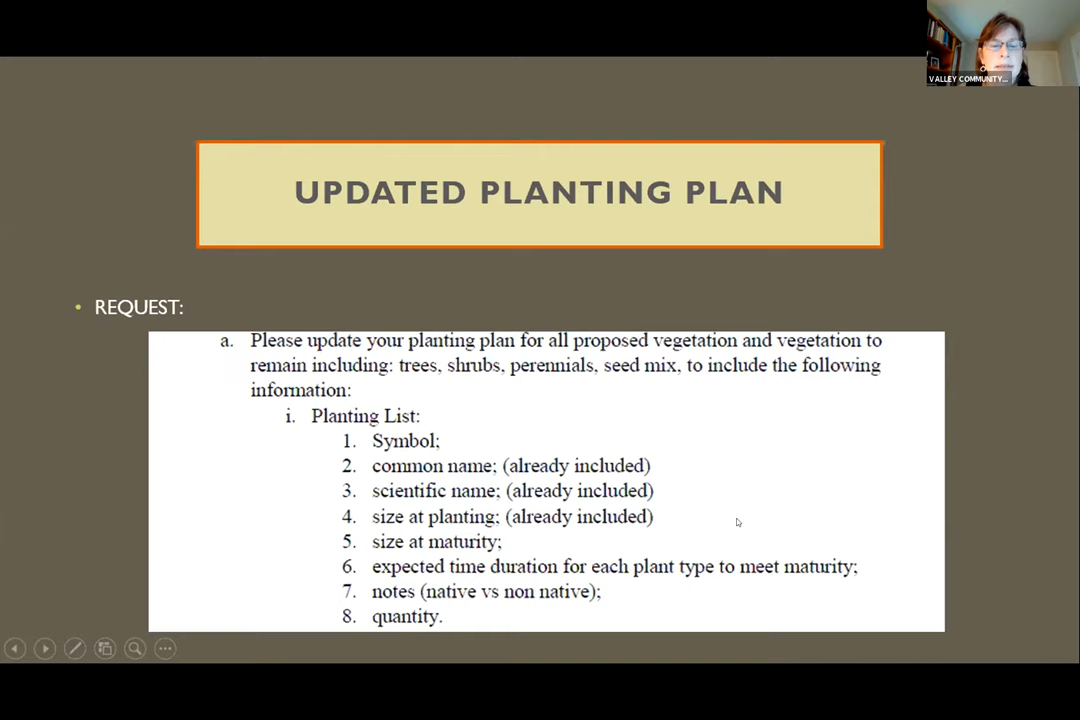 VALLEY COMMUNITY...
UPDATED PLANTING PLAN
• REQUEST:
a. Please update your planting plan for all proposed vegetation and vegetation to
remain including: trees, shrubs, perennials, seed mix, to include the following
information:
i. Planting List:
1. Symbol;
2. common name; (already included)
3. scientific name; (already included)
4. size at planting; (already included)
5. size at maturity;
6. expected time duration for each plant type to meet maturity;
7. notes (native vs non native);
8. quantity.